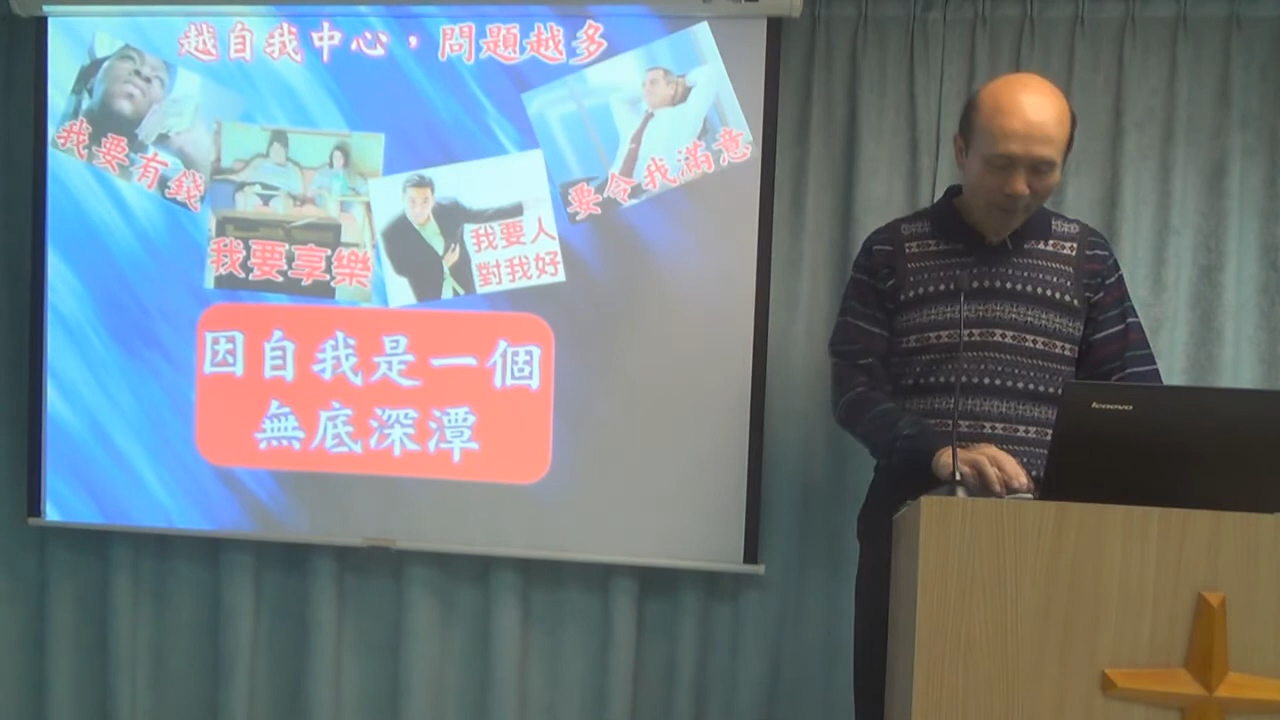 越自我中心，問題越多
我要有錢
我要享樂
我要人
對我好
要令我滿意
因自我是一個
無底深潭
lenovo